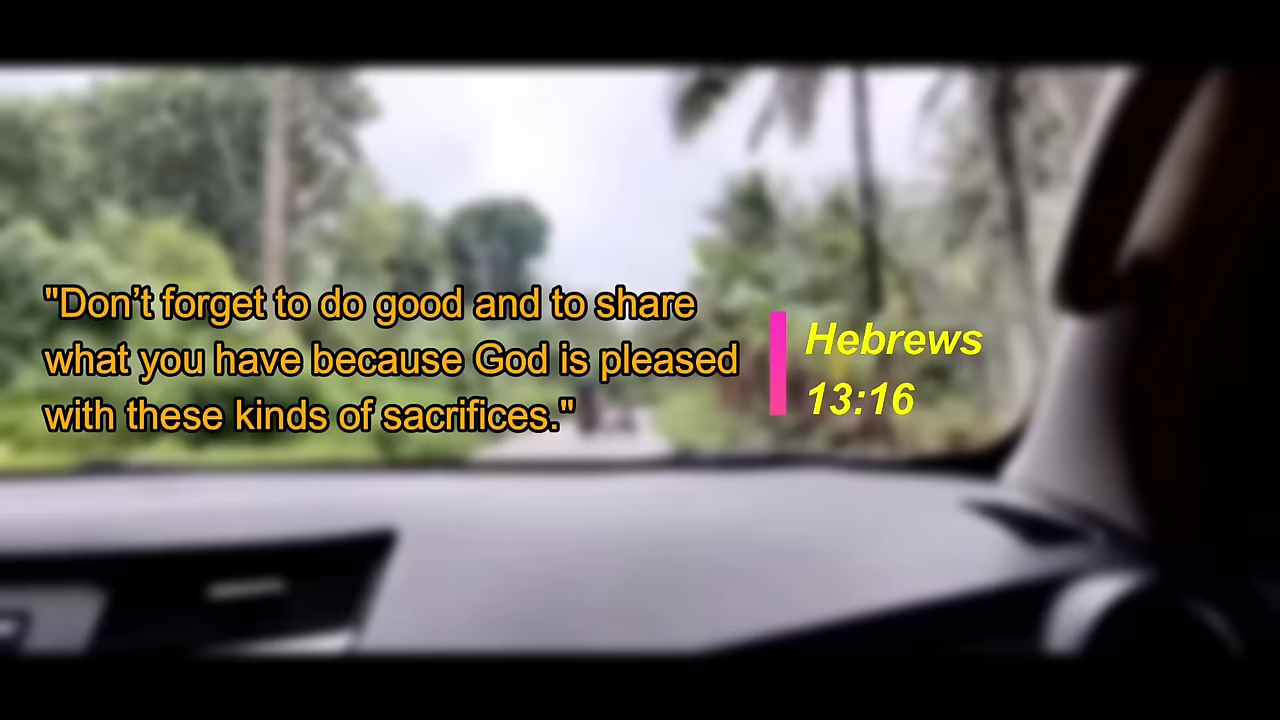 "Don’t forget to do good and to share
what you have because God is pleased
with these kinds of sacrifices."
Hebrews
13:16